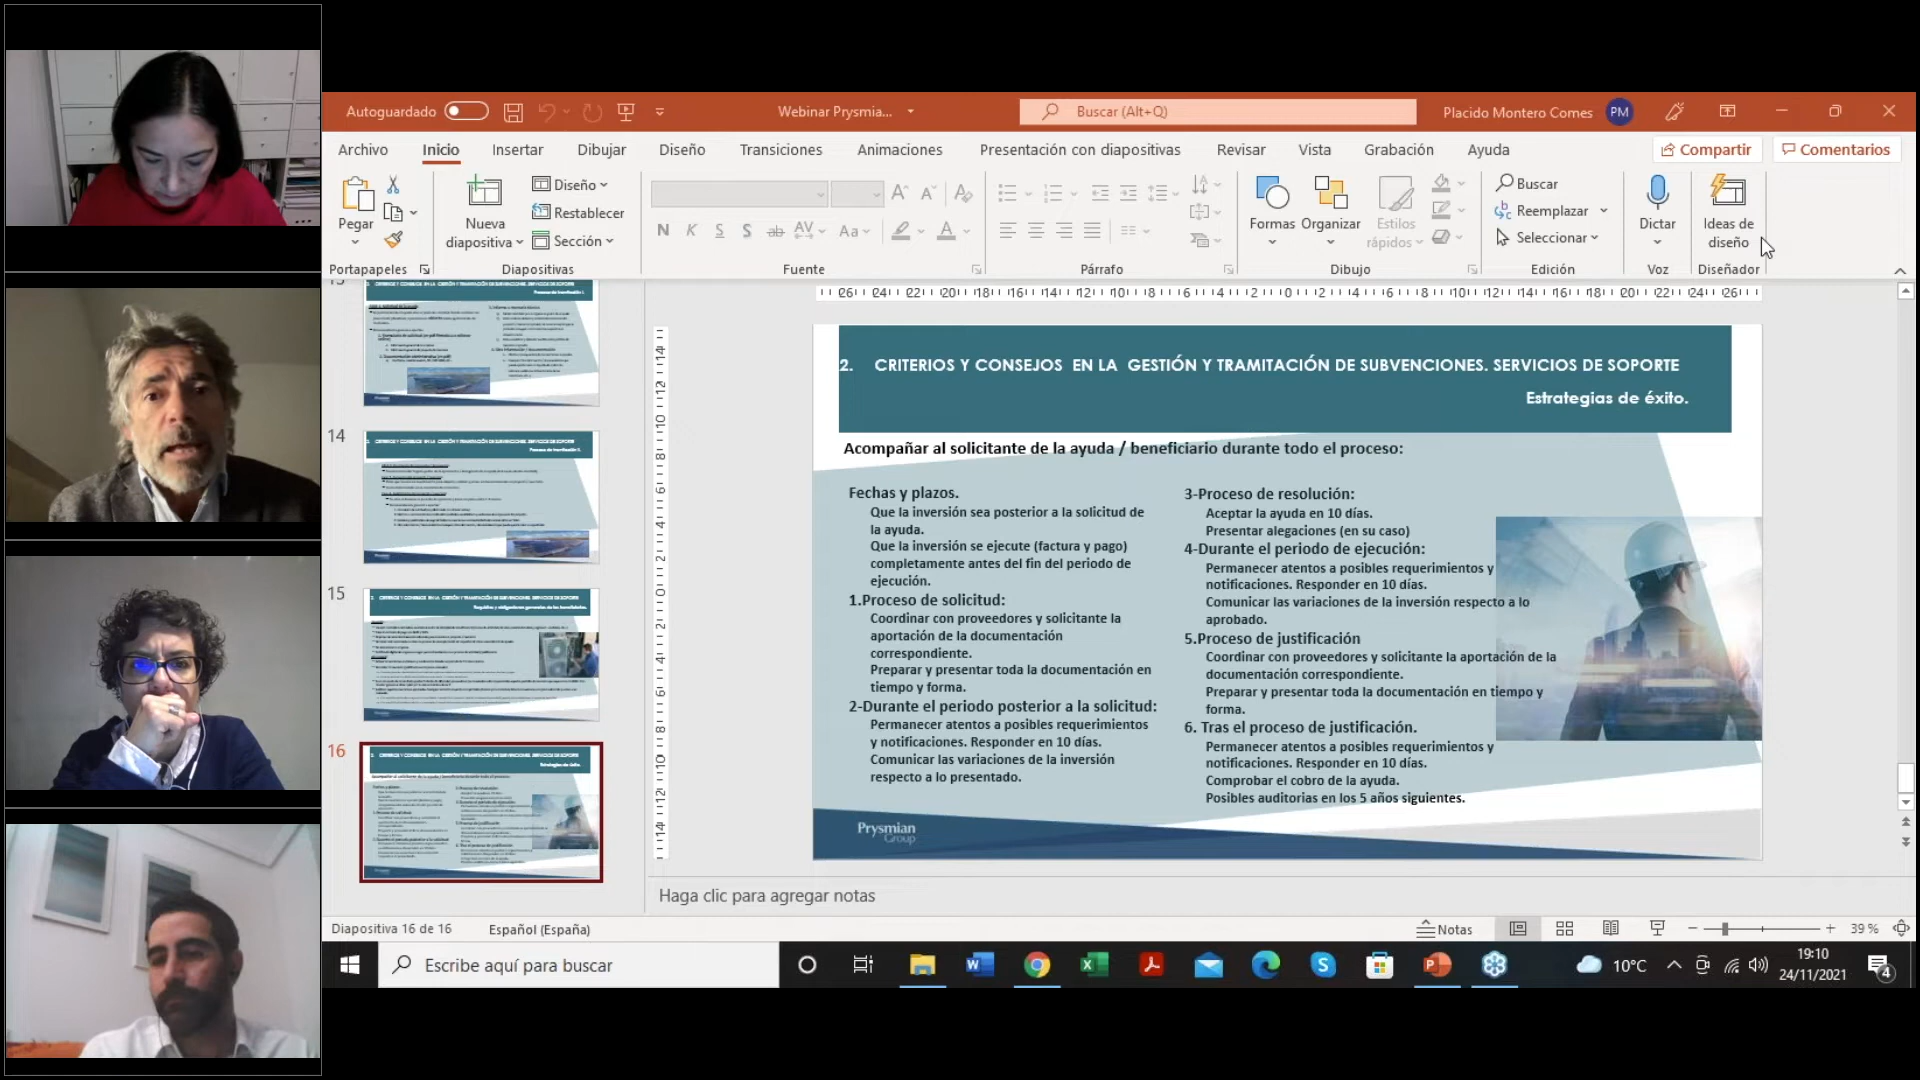 Autoguardado
Webinar Prysmia...
Buscar (Alt+Q)
Placido Montero Comes
PM
Archivo
Inicio
Insertar
Dibujar
Diseño
Transiciones
Animaciones
Presentación con diapositivas
Revisar
Vista
Grabación
Ayuda
Compartir
Comentarios
Pegar
Portapapeles
Nueva
diapositiva
Diseño
Restablecer
Sección
Diapositivas
N K S S ab AV Aa A
Fuente
Párrafo
Formas
Organizar
Estilos
rápidos
Dibujo
Buscar
Reemplazar
Seleccionar
Edición
Dictar
Voz
Ideas de
diseño
Diseñador
14
15
16
2. CRITERIOS Y CONSEJOS EN LA GESTIÓN Y TRAMITACIÓN DE SUBVENCIONES. SERVICIOS DE SOPORTE
Estrategias de éxito.
Acompañar al solicitante de la ayuda / beneficiario durante todo el proceso:
Fechas y plazos.
Que la inversión sea posterior a la solicitud de
la ayuda.
Que la inversión se ejecute (factura y pago)
completamente antes del fin del periodo de
ejecución.
1.Proceso de solicitud:
Coordinar con proveedores y solicitante la
aportación de la documentación
correspondiente.
Preparar y presentar toda la documentación en
tiempo y forma.
2-Durante el periodo posterior a la solicitud:
Permanecer atentos a posibles requerimientos
y notificaciones. Responder en 10 días.
Comunicar las variaciones de la inversión
respecto a lo presentado.
3-Proceso de resolución:
Aceptar la ayuda en 10 días.
Presentar alegaciones (en su caso)
4-Durante el periodo de ejecución:
Permanecer atentos a posibles requerimientos y
notificaciones. Responder en 10 días.
Comunicar las variaciones de la inversión respecto a lo
aprobado.
5.Proceso de justificación
Coordinar con proveedores y solicitante la aportación de la
documentación correspondiente.
Preparar y presentar toda la documentación en tiempo y
forma.
6. Tras el proceso de justificación.
Permanecer atentos a posibles requerimientos y
notificaciones. Responder en 10 días.
Comprobar el cobro de la ayuda.
Posibles auditorias en los 5 años siguientes.
Prysmian
Group
Haga clic para agregar notas
Diapositiva 16 de 16
Español (España)
Notas
39 %
Escribe aquí para buscar
10°C
19:10
24/11/2021
4